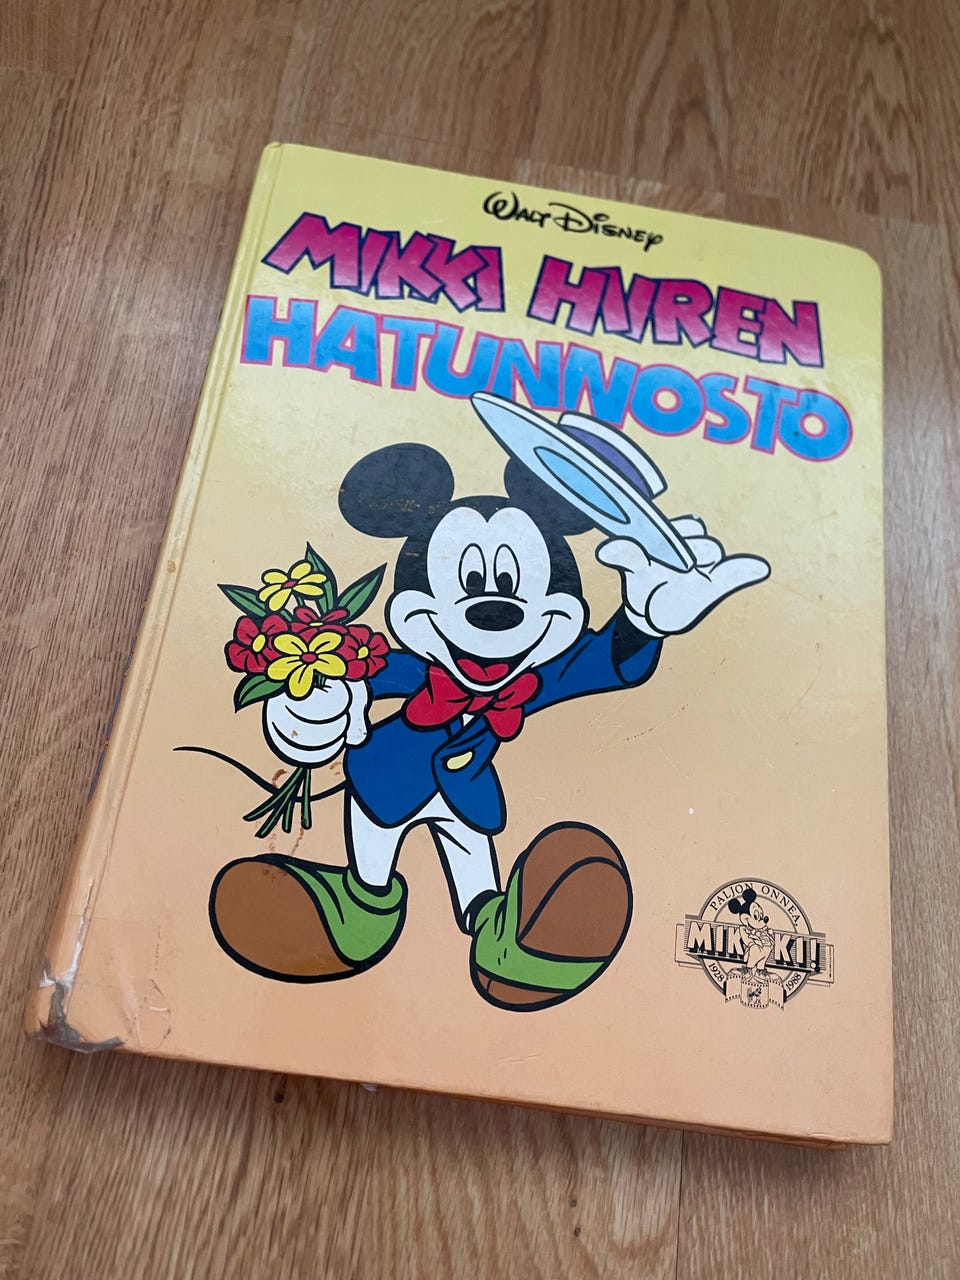 WALT DISNEY
MIKKI HIIREN
HATUNNOSTO
PALJON ONNEA
MIKKI!
1928 1988